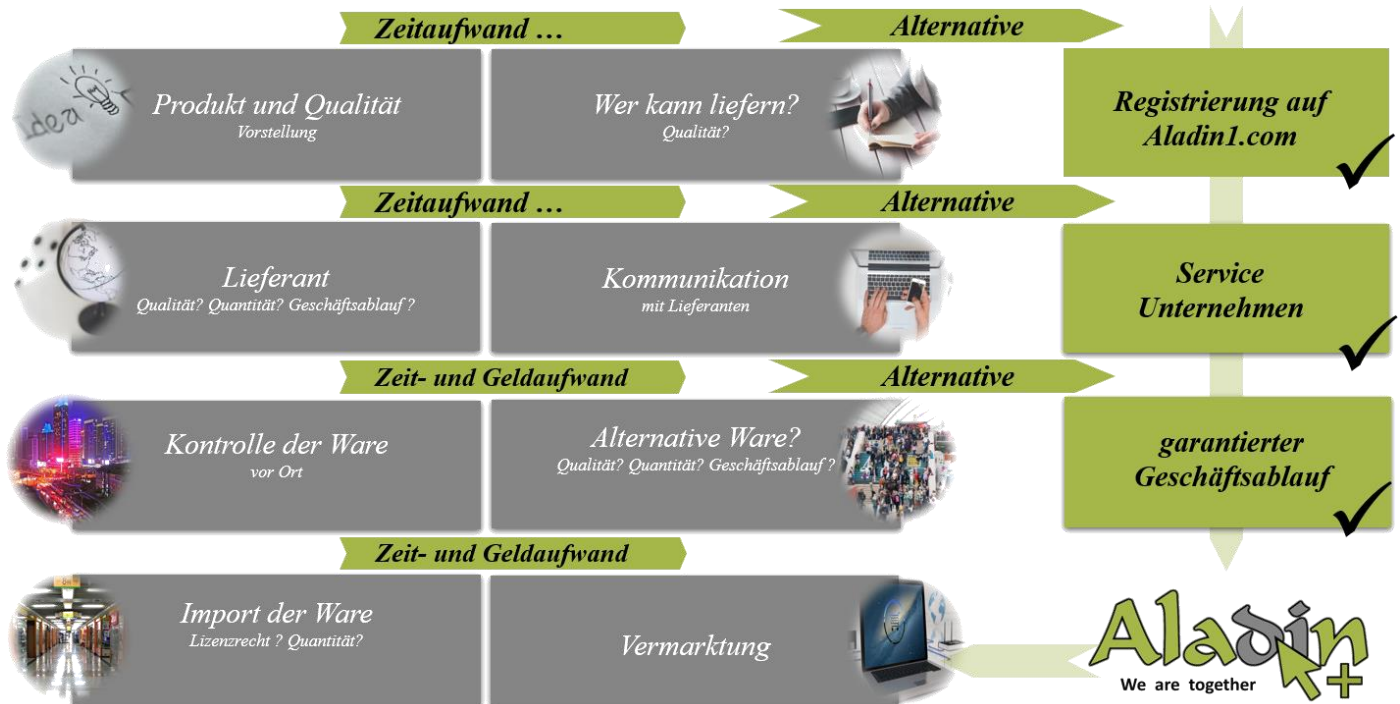 Zeitaufwand ...
Alternative
Idea
Produkt und Qualität
Vorstellung
Wer kann liefern?
Qualität?
Registrierung auf
Aladin1.com
Zeitaufwand ...
Alternative
Lieferant
Qualität? Quantität? Geschäftsablauf ?
Kommunikation
mit Lieferanten
Service
Unternehmen
Zeit- und Geldaufwand
Alternative
Kontrolle der Ware
vor Ort
Alternative Ware?
Qualität? Quantität? Geschäftsablauf ?
garantierter
Geschäftsablauf
Zeit- und Geldaufwand
Import der Ware
Lizenzrecht ? Quantität?
Vermarktung
Aladin+
We are together